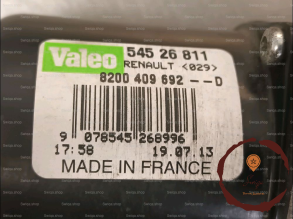 Valeo 545 26 811
RENAULT <029>
8200 409 692 --D
9 078545 268996
17:58 19.07.13
MADE IN FRANCE